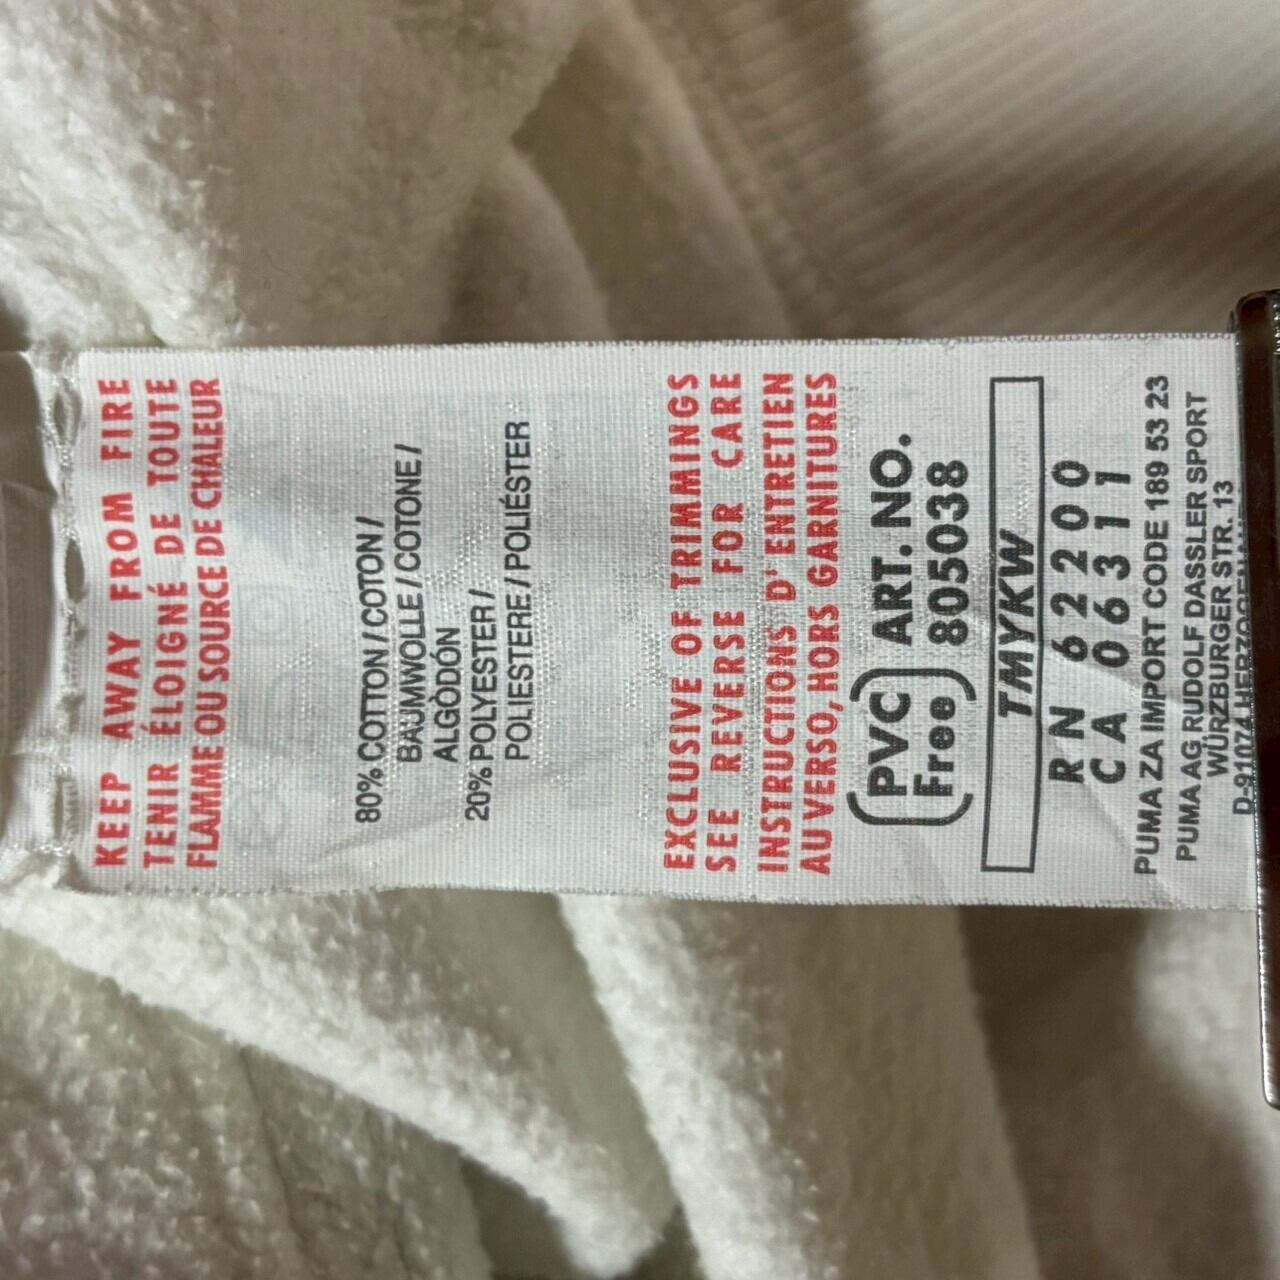 KEEP AWAY FROM FIRE
TENIR ÉLOIGNÉ DE TOUTE
FLAMME OU SOURCE DE CHALEUR
80% COTTON / COTON /
BAUMWOLLE / COTONE /
ALGÒDÓN
20% POLYESTER /
POLIESTERE / POLIÉSTER
EXCLUSIVE OF TRIMMINGS
SEE REVERSE FOR CARE
INSTRUCTIONS D' ENTRETIEN
AU VERSO, HORS GARNITURES
PVC Free
ART. NO.
805038
TMYKW
RN 62200
CA 06311
PUMA ZA IMPORT CODE 189 53 23
PUMA AG RUDOLF DASSLER SPORT
WÜRZBURGER STR. 13
D-91074